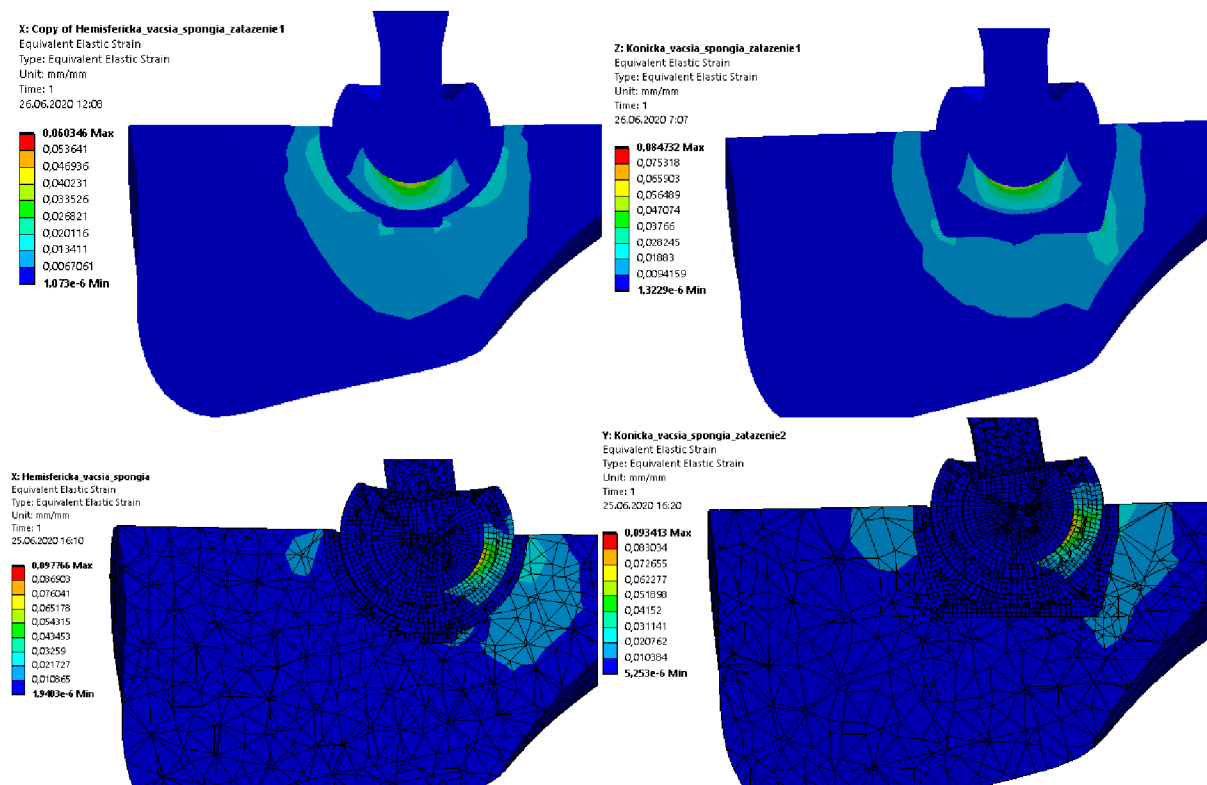 X: Copy of Hemisfericka_vacsia_spongia_zatazenie1
Equivalent Elastic Strain
Type: Equivalent Elastic Strain
Unit: mm/mm
Time: 1
26.06.2020 12:08
0,060346 Max
0,053641
0,046936
0,040231
0,033526
0,026821
0,020116
0,013411
0,0067061
1,073e-6 Min
Z: Konicka_vacsia_spongia_zatazenie1
Equivalent Elastic Strain
Type: Equivalent Elastic Strain
Unit: mm/mm
Time: 1
26.06.2020 7:07
0,084732 Max
0,075318
0,065903
0,056489
0,047074
0,03766
0,028245
0,01883
0,0094159
1,3229e-6 Min
X: Hemisfericka_vacsia_spongia
Equivalent Elastic Strain
Type: Equivalent Elastic Strain
Unit: mm/mm
Time: 1
25.06.2020 16:10
0,097766 Max
0,086903
0,076041
0,065178
0,054315
0,043453
0,03259
0,021727
0,010865
1,9403e-6 Min
Y: Konicka_vacsia_spongia_zatazenie2
Equivalent Elastic Strain
Type: Equivalent Elastic Strain
Unit: mm/mm
Time: 1
25.06.2020 16:20
0,093413 Max
0,083034
0,072655
0,062277
0,051898
0,04152
0,031141
0,020762
0,010384
5,253e-6 Min